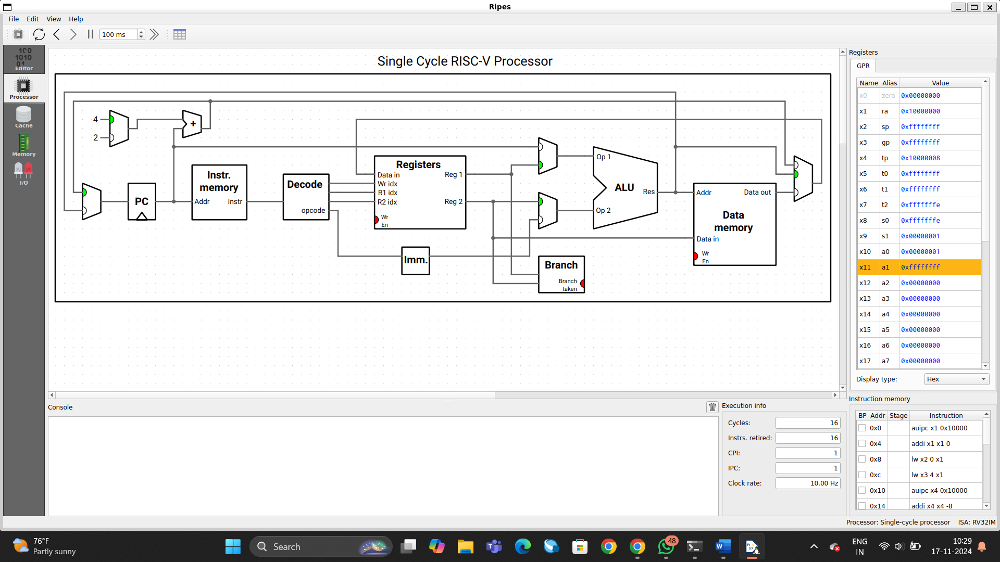 Ripes
File Edit View Help
100 ms
100
1010
01
Editor
Processor
Cache
Memory
I/O
Single Cycle RISC-V Processor
4
2
+
PC
Instr.
memory
Addr Instr
Decode
opcode
Registers
Data in Reg 1
Wr idx
R1 idx
R2 idx Reg 2
Wr
En
Imm.
Op 1
ALU
Res
Op 2
Branch
Branch
taken
Addr Data out
Data
memory
Data in
Wr
En
Registers
GPR
Name Alias Value
x0 zero 0x00000000
x1 ra 0x10000000
x2 sp 0xffffffff
x3 gp 0xffffffff
x4 tp 0x10000008
x5 t0 0xffffffff
x6 t1 0xffffffff
x7 t2 0xfffffffe
x8 s0 0xfffffffe
x9 s1 0x00000001
x10 a0 0x00000001
x11 a1 0xffffffff
x12 a2 0x00000000
x13 a3 0x00000000
x14 a4 0x00000000
x15 a5 0x00000000
x16 a6 0x00000000
x17 a7 0x00000000
Display type: Hex
Console
Execution info
Cycles: 16
Instrs. retired: 16
CPI: 1
IPC: 1
Clock rate: 10.00 Hz
Instruction memory
BP Addr Stage Instruction
0x0 auipc x1 0x10000
0x4 addi x1 x1 0
0x8 lw x2 0 x1
0xc lw x3 4 x1
0x10 auipc x4 0x10000
0x14 addi x4 x4 -8
Processor: Single-cycle processor ISA: RV32IM
76°F
Partly sunny
Search
48
ENG
IN
10:29
17-11-2024